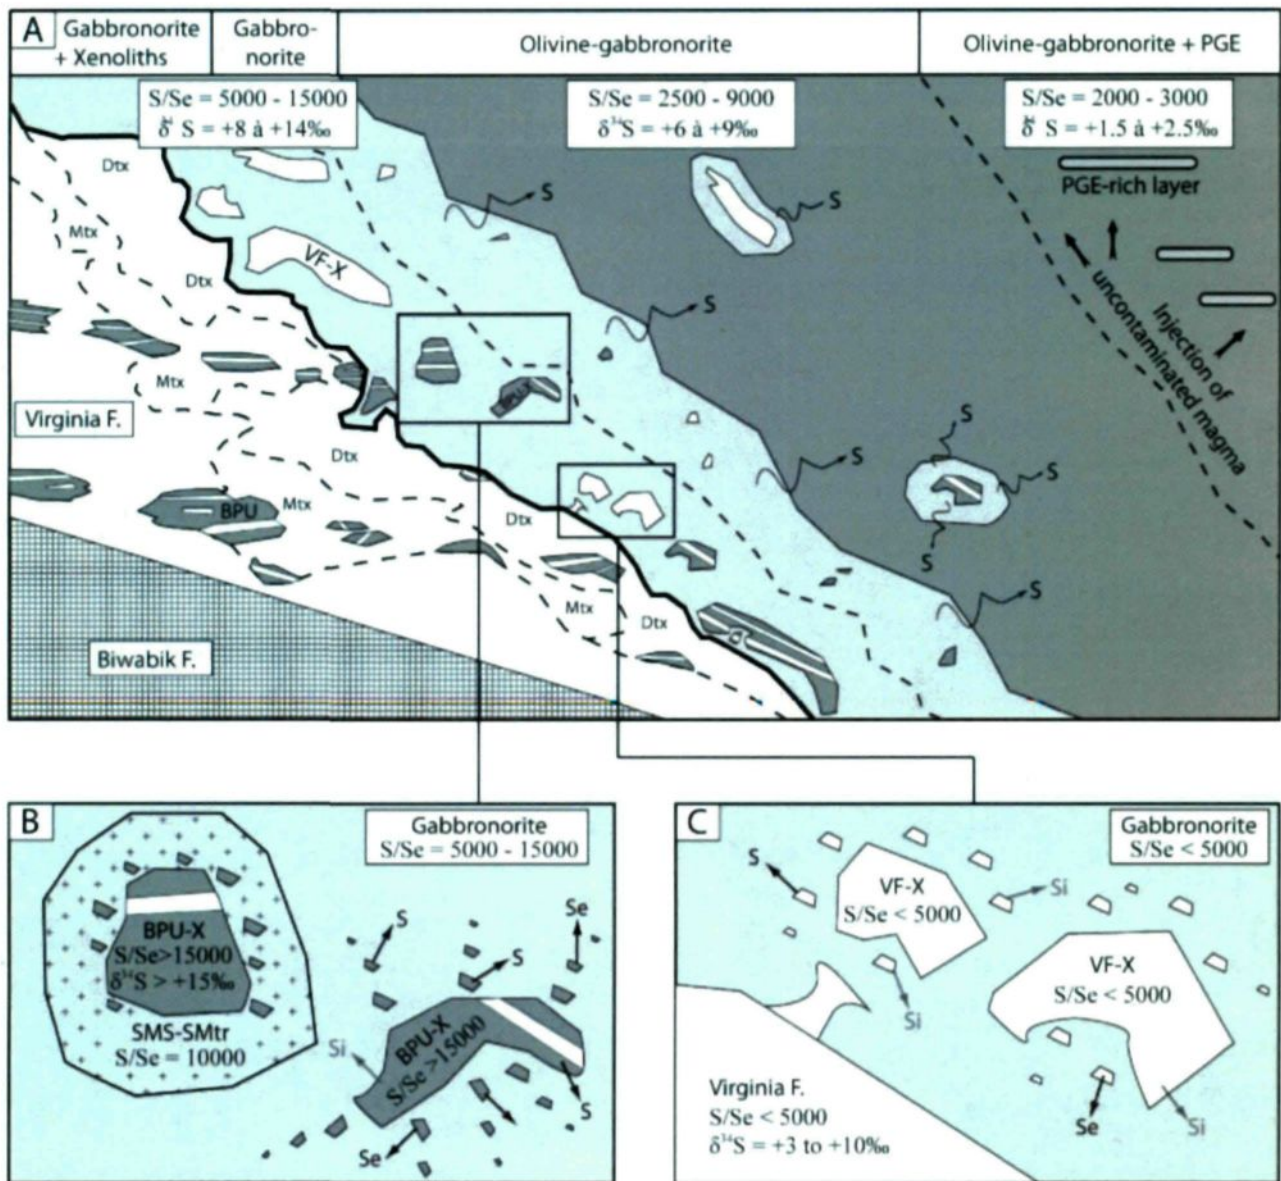 A
Gabbronorite
+ Xenoliths
Gabbro-
norite
Olivine-gabbronorite
Olivine-gabbronorite + PGE
S/Se = 5000 - 15000
δ³⁴ S = +8 à +14‰
S/Se = 2500 - 9000
δ³⁴S = +6 à +9‰
S/Se = 2000 - 3000
δ³⁴ S = +1.5 à +2.5‰
PGE-rich layer
Injection of
uncontaminated magma
Dtx
Mtx
Dtx
VF-X
S
S
S
S
BPU-X
Mtx
Virginia F.
Dtx
S
S
S
S
BPU
Mtx
Dtx
Mtx
Dtx
S
Biwabik F.
B
Gabbronorite
S/Se = 5000 - 15000
BPU-X
S/Se>15000
δ³⁴S > +15‰
SMS-SMtr
S/Se = 10000
S
Se
S
Si
BPU-X
S/Se >15000
S
Se
C
Gabbronorite
S/Se < 5000
S
VF-X
S/Se < 5000
Si
VF-X
S/Se < 5000
Si
Virginia F.
S/Se < 5000
δ³⁴S = +3 to +10‰
Se
Si